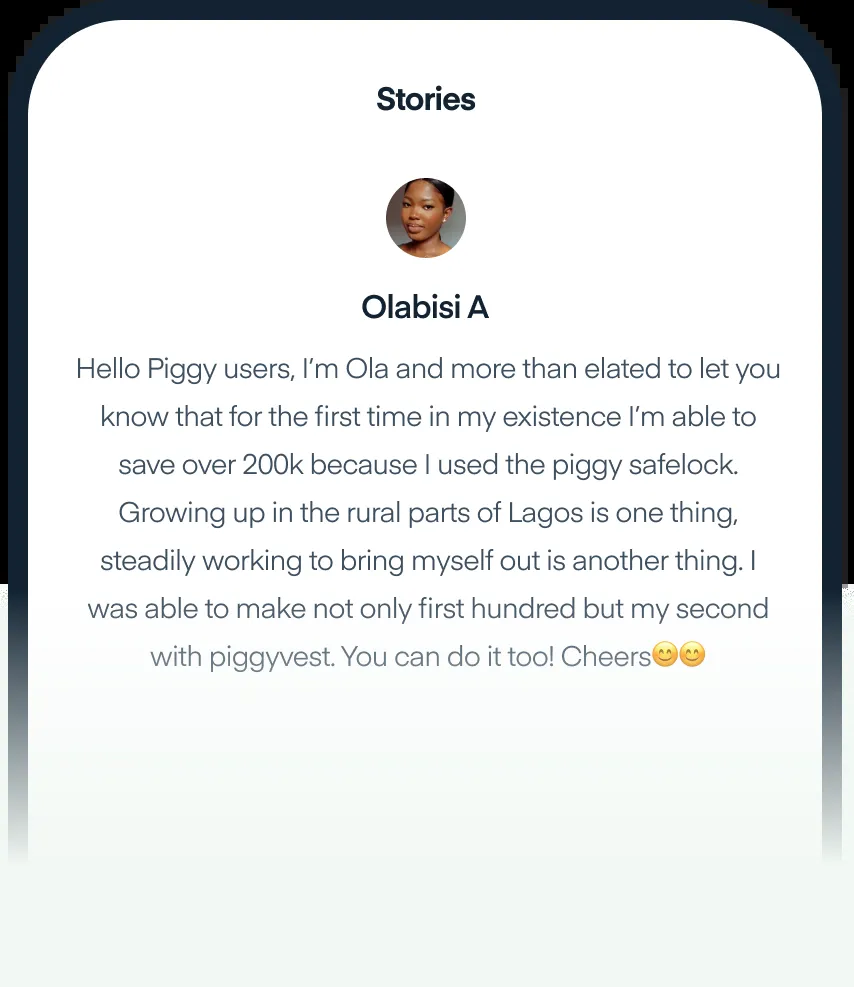 Stories
Olabisi A
Hello Piggy users, I’m Ola and more than elated to let you
know that for the first time in my existence I’m able to
save over 200k because I used the piggy safelock.
Growing up in the rural parts of Lagos is one thing,
steadily working to bring myself out is another thing. I
was able to make not only first hundred but my second
with piggyvest. You can do it too! Cheers😊😊